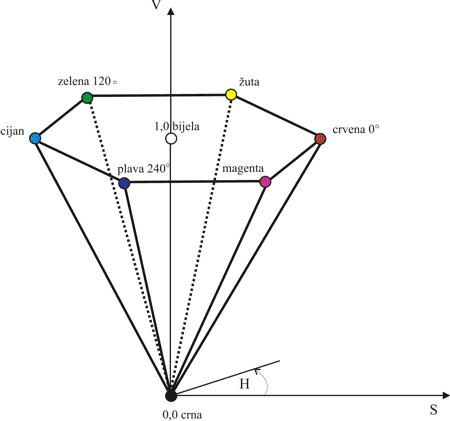 V
zelena 120°
žuta
cijan
1,0 bijela
crvena 0°
plava 240°
magenta
H
S
0,0 crna